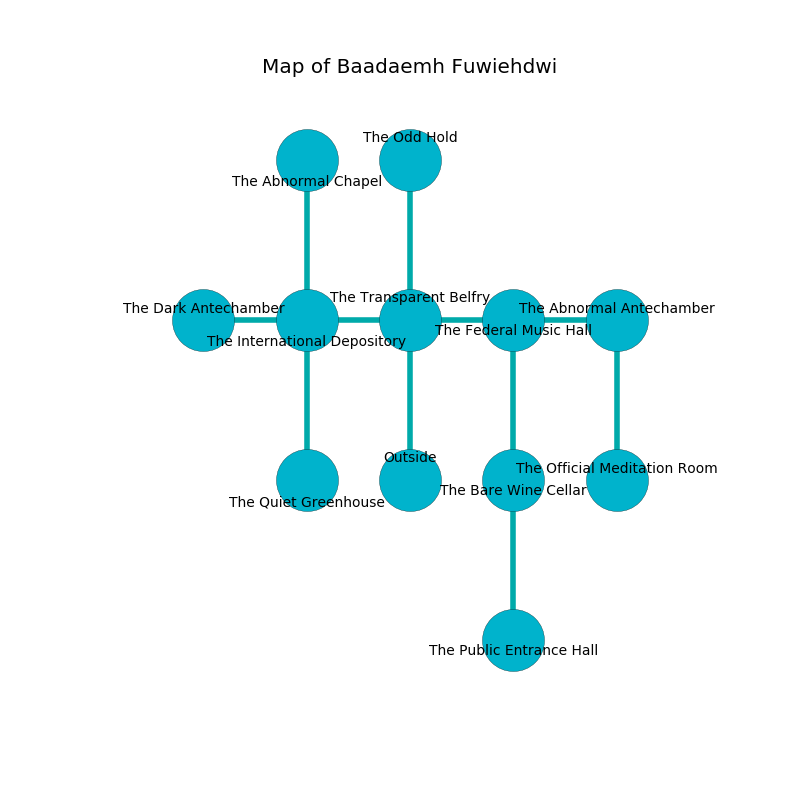 Map of Baadaemh Fuwiehdwi
The Odd Hold
The Abnormal Chapel
The Transparent Belfry
The Dark Antechamber
The Abnormal Antechamber
The Federal Music Hall
The International Depository
Outside
The Official Meditation Room
The Bare Wine Cellar
The Quiet Greenhouse
The Public Entrance Hall